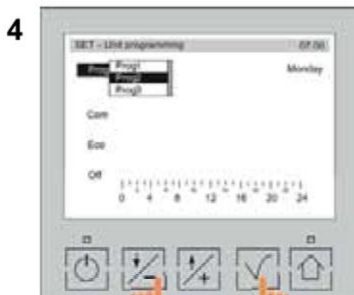 4
SET - Unit programming 07:00
Prog Prog1 Monday
Prog2
Prog3
Com
Eco
Off
0 4 8 12 16 20 24